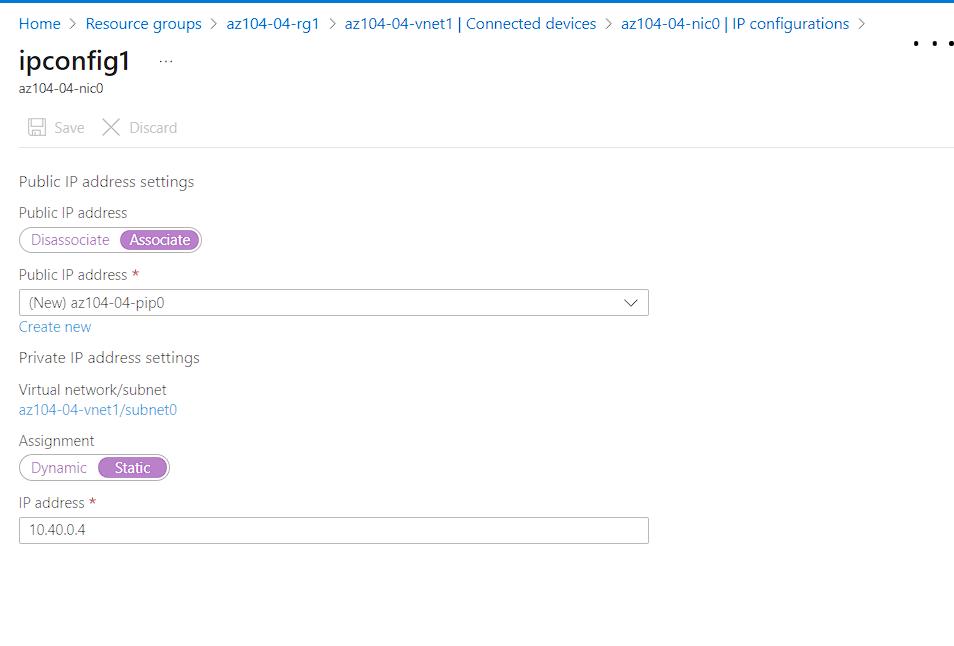 Home > Resource groups > az104-04-rg1 > az104-04-vnet1 | Connected devices > az104-04-nic0 | IP configurations >
ipconfig1 ...
az104-04-nic0
Save Discard
Public IP address settings
Public IP address
Disassociate Associate
Public IP address *
(New) az104-04-pip0
Create new
Private IP address settings
Virtual network/subnet
az104-04-vnet1/subnet0
Assignment
Dynamic Static
IP address *
10.40.0.4